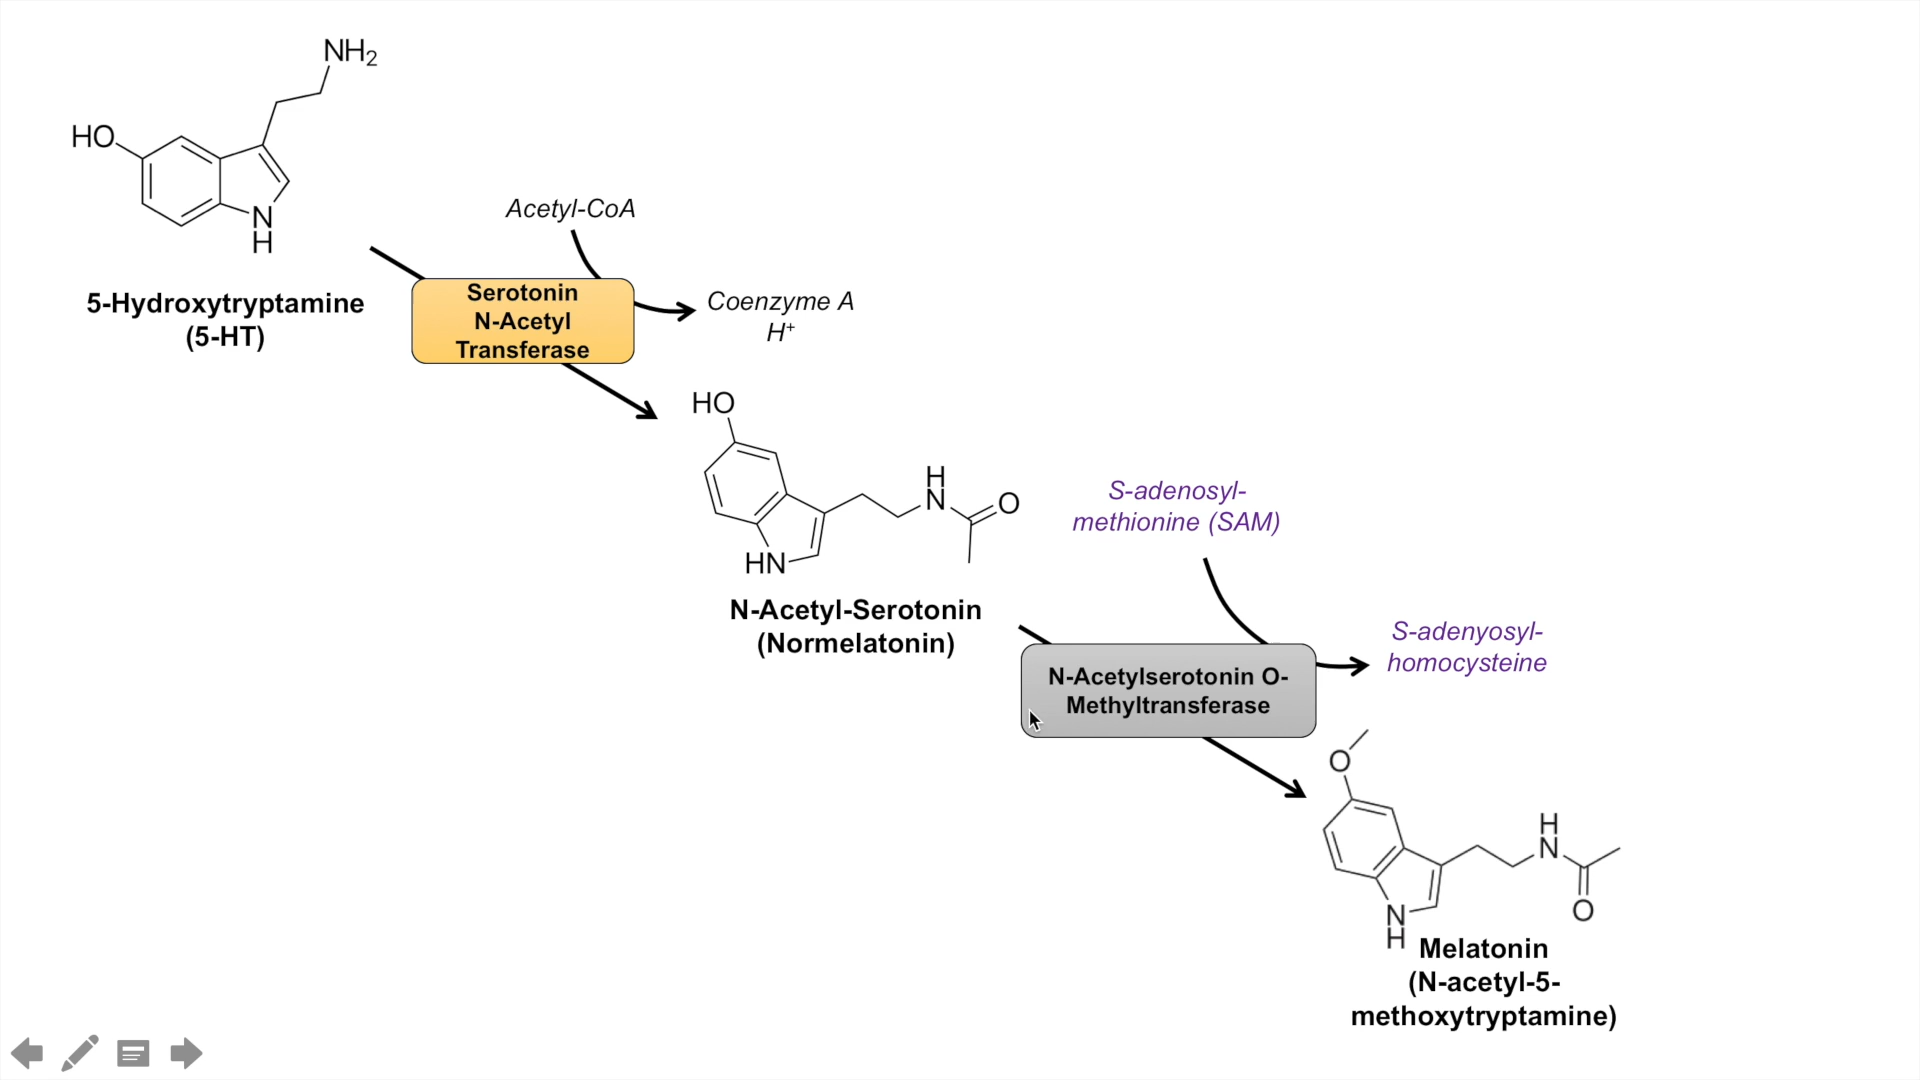 NH2
HO
N
H
5-Hydroxytryptamine
(5-HT)
Acetyl-CoA
Serotonin
N-Acetyl
Transferase
Coenzyme A
H+
HO
H
N
O
HN
N-Acetyl-Serotonin
(Normelatonin)
S-adenosyl-
methionine (SAM)
N-Acetylserotonin O-
Methyltransferase
S-adenyosyl-
homocysteine
O
H
N
O
N
H
Melatonin
(N-acetyl-5-
methoxytryptamine)